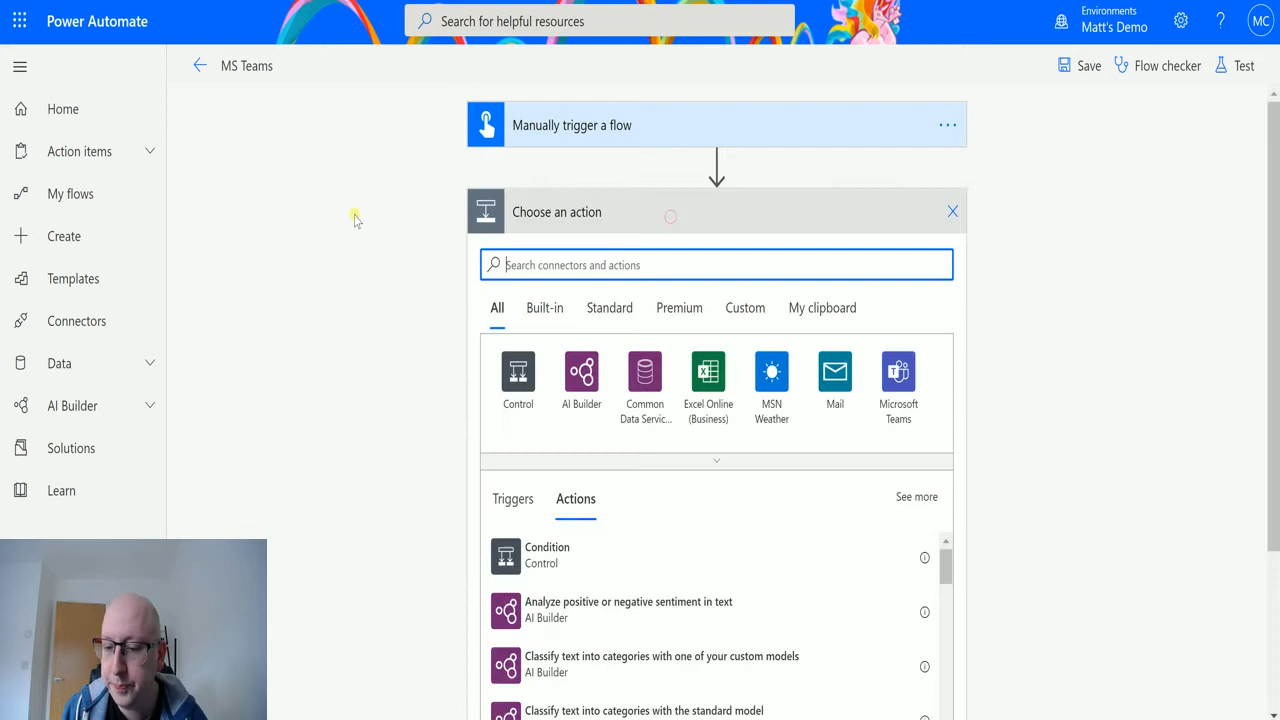 Power Automate
Search for helpful resources
Environments
Matt's Demo
?
MC
MS Teams
Save
Flow checker
Test
Home
Action items
My flows
Create
Templates
Connectors
Data
AI Builder
Solutions
Learn
Manually trigger a flow
...
Choose an action
Search connectors and actions
All
Built-in
Standard
Premium
Custom
My clipboard
Control
AI Builder
Common
Data Servic...
Excel Online
(Business)
MSN
Weather
Mail
Microsoft
Teams
Triggers
Actions
See more
Condition
Control
Analyze positive or negative sentiment in text
AI Builder
Classify text into categories with one of your custom models
AI Builder
Classify text into categories with the standard model